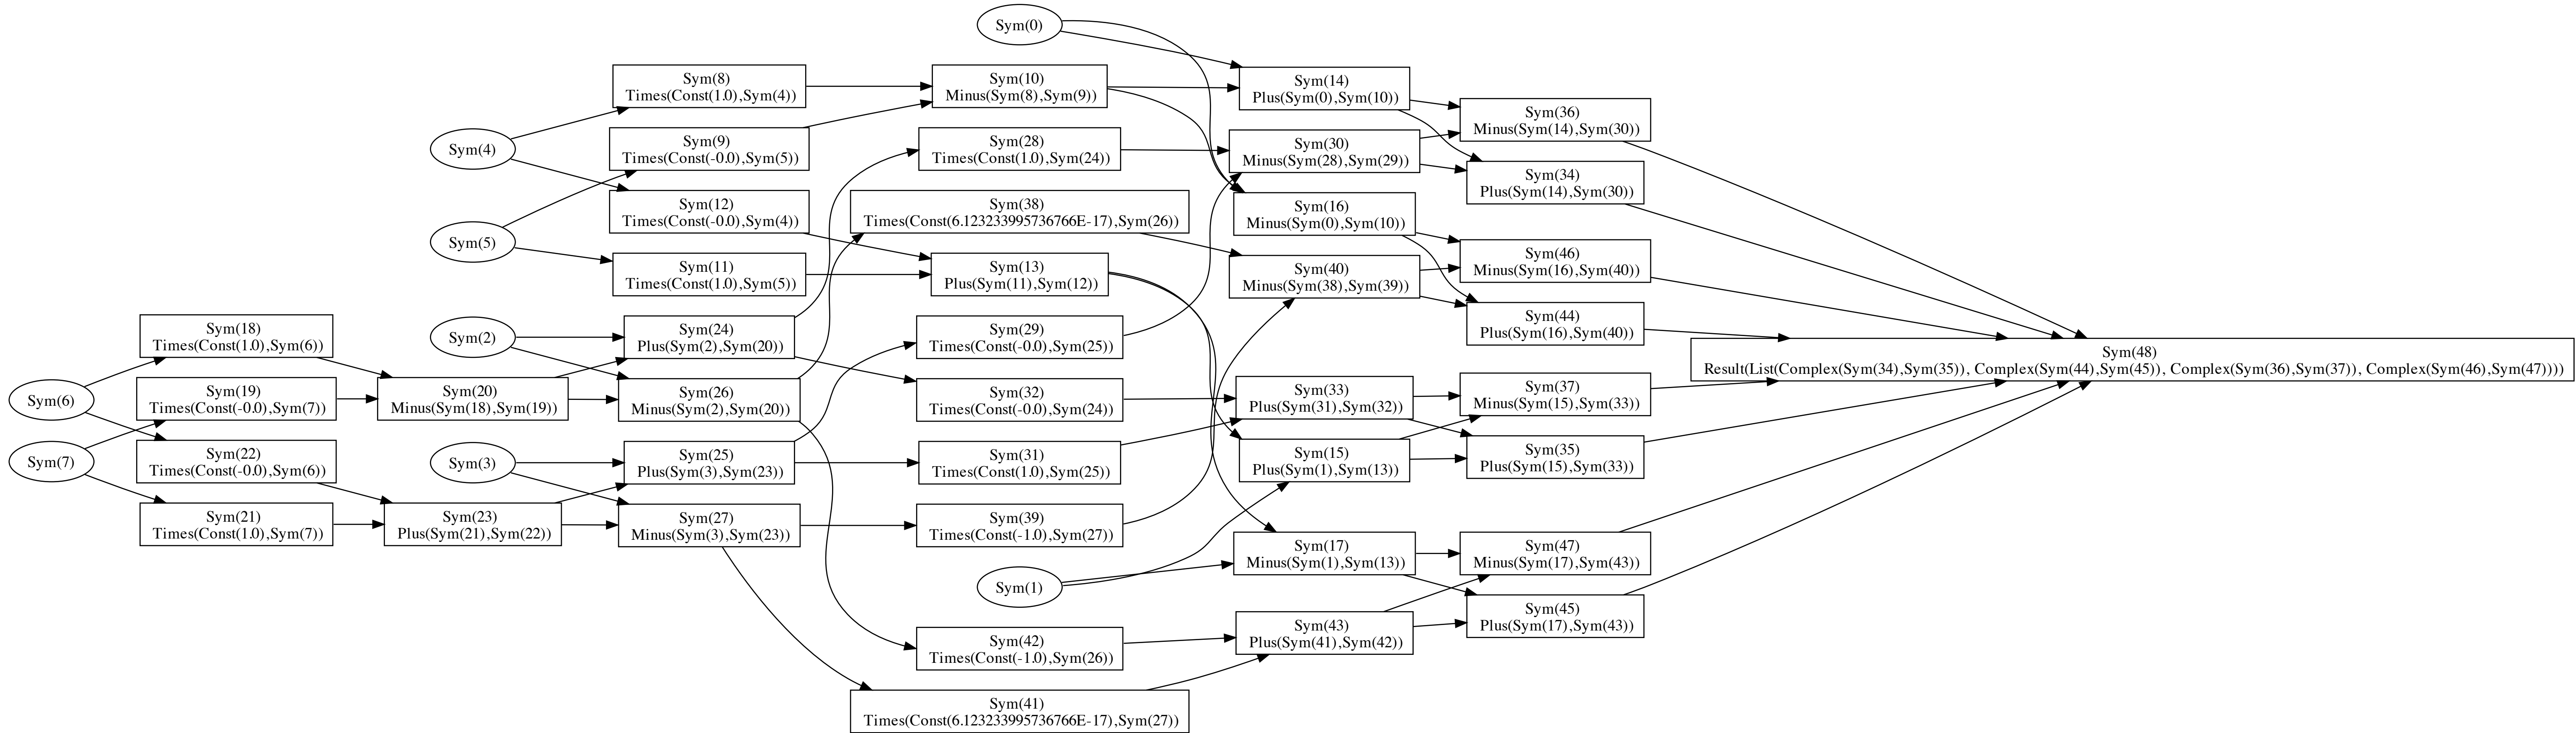 Sym(0)
Sym(8)
Times(Const(1.0),Sym(4))
Sym(10)
Minus(Sym(8),Sym(9))
Sym(14)
Plus(Sym(0),Sym(10))
Sym(36)
Minus(Sym(14),Sym(30))
Sym(4)
Sym(9)
Times(Const(-0.0),Sym(5))
Sym(28)
Times(Const(1.0),Sym(24))
Sym(30)
Minus(Sym(28),Sym(29))
Sym(34)
Plus(Sym(14),Sym(30))
Sym(12)
Times(Const(-0.0),Sym(4))
Sym(38)
Times(Const(6.123233995736766E-17),Sym(26))
Sym(16)
Minus(Sym(0),Sym(10))
Sym(5)
Sym(46)
Minus(Sym(16),Sym(40))
Sym(11)
Times(Const(1.0),Sym(5))
Sym(13)
Plus(Sym(11),Sym(12))
Sym(40)
Minus(Sym(38),Sym(39))
Sym(44)
Plus(Sym(16),Sym(40))
Sym(18)
Times(Const(1.0),Sym(6))
Sym(2)
Sym(24)
Plus(Sym(2),Sym(20))
Sym(29)
Times(Const(-0.0),Sym(25))
Sym(48)
Result(List(Complex(Sym(34),Sym(35)), Complex(Sym(44),Sym(45)), Complex(Sym(36),Sym(37)), Complex(Sym(46),Sym(47))))
Sym(6)
Sym(19)
Times(Const(-0.0),Sym(7))
Sym(20)
Minus(Sym(18),Sym(19))
Sym(26)
Minus(Sym(2),Sym(20))
Sym(32)
Times(Const(-0.0),Sym(24))
Sym(33)
Plus(Sym(31),Sym(32))
Sym(37)
Minus(Sym(15),Sym(33))
Sym(7)
Sym(22)
Times(Const(-0.0),Sym(6))
Sym(3)
Sym(25)
Plus(Sym(3),Sym(23))
Sym(31)
Times(Const(1.0),Sym(25))
Sym(15)
Plus(Sym(1),Sym(13))
Sym(35)
Plus(Sym(15),Sym(33))
Sym(21)
Times(Const(1.0),Sym(7))
Sym(23)
Plus(Sym(21),Sym(22))
Sym(27)
Minus(Sym(3),Sym(23))
Sym(39)
Times(Const(-1.0),Sym(27))
Sym(17)
Minus(Sym(1),Sym(13))
Sym(47)
Minus(Sym(17),Sym(43))
Sym(1)
Sym(42)
Times(Const(-1.0),Sym(26))
Sym(43)
Plus(Sym(41),Sym(42))
Sym(45)
Plus(Sym(17),Sym(43))
Sym(41)
Times(Const(6.123233995736766E-17),Sym(27))